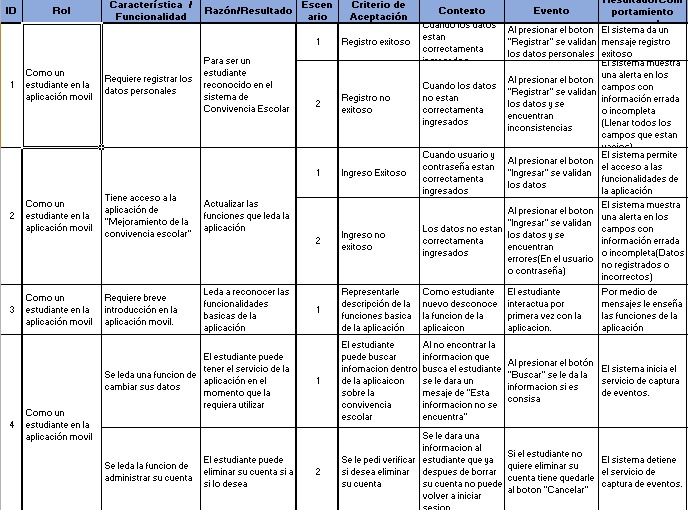 ID
Rol
Característica /
Funcionalidad
Razón/Resultado
Escen
ario
Criterio de
Aceptación
Contexto
Evento
Resultado/Com
portamiento
1
Como un
estudiante en la
aplicación movil
Requiere registrar los
datos personales
Para ser un
estudiante
reconocido en el
sistema de
Convivencia Escolar
1
Registro exitoso
Cuando los datos
estan
correctamenta
ingresados
Al presionar el boton
"Registrar" se validan
los datos personales
El sistema da un
mensaje registro
exitoso
2
Registro no
exitoso
Cuando los datos
no estan
correctamenta
ingresados
Al presionar el boton
"Registrar" se validan
los datos y se
encuentran
inconsistencias
El sistema muestra
una alerta en los
campos con
información errada
o incompleta
(Llenar todos los
campos que estan
vacios)
2
Como un
estudiante en la
aplicación movil
Tiene acceso a la
aplicación de
"Mejoramiento de la
convivencia escolar"
Actualizar las
funciones que leda la
aplicación
1
Ingreso Exitoso
Cuando usuario y
contraseña estan
correctamenta
ingresados
Al presionar el boton
"Ingresar" se validan
los datos
El sistema permite
el acceso a las
funcionalidades de
la aplicación
2
Ingreso no
exitoso
Los datos no estan
correctamente
ingresados
Al presionar el boton
"Ingresar" se validan
los datos y se
encuentran
errores(En el usuario
o contraseña)
El sistema muestra
una alerta en los
campos con
información errada
o incompleta(Datos
no registrados o
incorrectos)
3
Como un
estudiante en la
aplicación movil
Requiere breve
introducción en la
aplicación movil.
Leda a reconocer las
funcionalidades
basicas de la
aplicación
1
Representarle
descripción de la
funciones basica
de la aplicación
Como estudiante
nuevo desconoce
la funcion de la
aplicaicon
El estudiante
interactua por
primera vez con la
aplicacion.
Por medio de
mensajes le enseña
las funciones de la
aplicación
4
Como un
estudiante en la
aplicación movil
Se leda una funcion de
cambiar sus datos
El estudiante puede
tener el servicio de la
aplicación en el
momento que la
requiera utilizar
1
El estudiante
puede buscar
infomacion dentro
de la aplicaicon
sobre la
convivencia
escolar
Al no encontrar la
informacion que
busca el estudiante
se le dara un
mesaje de "Esta
informacion no se
encuentra"
Al presionar el botón
"Buscar" se le da la
informacion si es
consisa
El sistema inicia el
servicio de captura
de eventos.
Se leda la funcion de
administrar su cuenta
El estudiante puede
eliminar su cuenta si a
si lo desea
2
Se le pedi verificar
si desea eliminar
su cuenta
Se le dara una
informacion al
estudiante que ya
despues de borrar
su cuenta no puede
volver a iniciar
sesion
Si el estudiante no
quiere eliminar su
cuenta tiene quedarle
al boton "Cancelar"
El sistema detiene
el servicio de
captura de eventos.